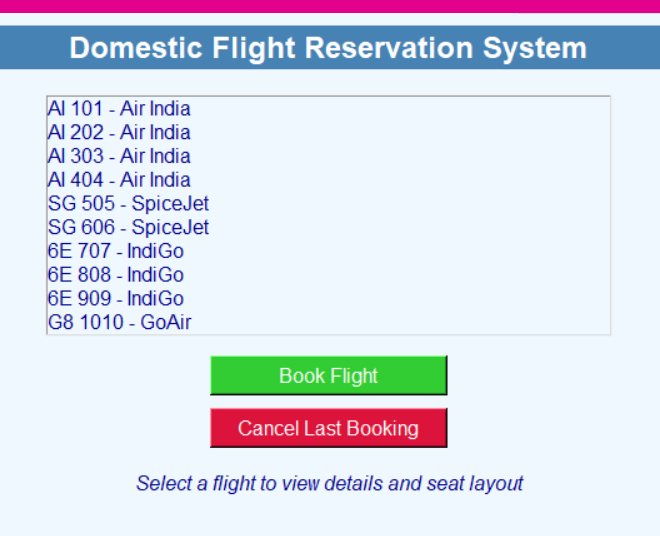 Domestic Flight Reservation System
AI 101 - Air India
AI 202 - Air India
AI 303 - Air India
AI 404 - Air India
SG 505 - SpiceJet
SG 606 - SpiceJet
6E 707 - IndiGo
6E 808 - IndiGo
6E 909 - IndiGo
G8 1010 - GoAir
Book Flight
Cancel Last Booking
Select a flight to view details and seat layout